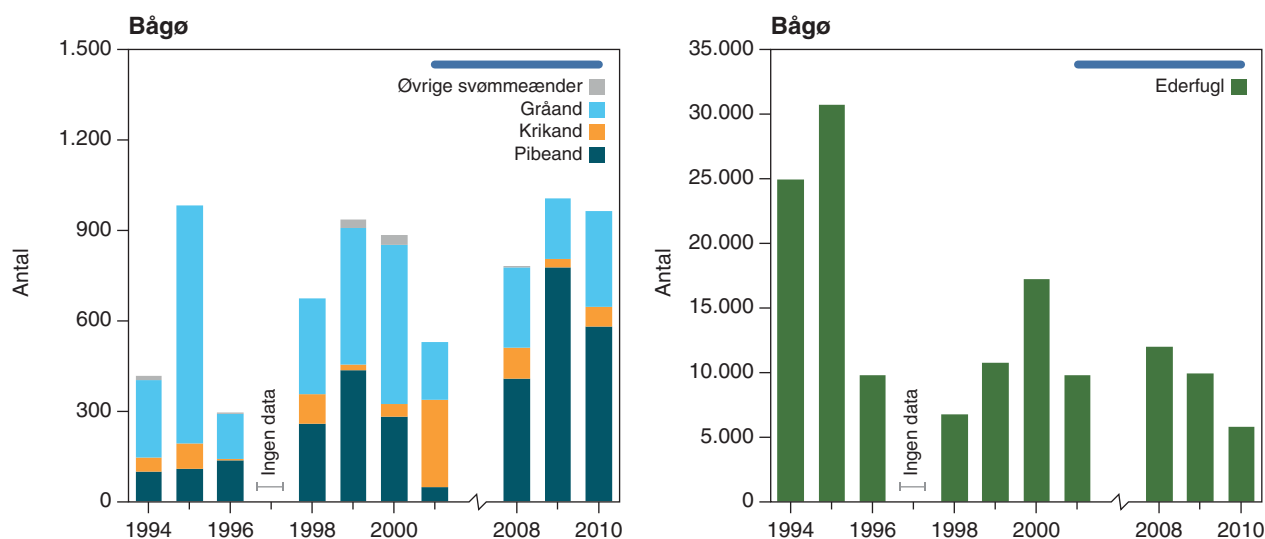 Bågø
1.500
1.200
900
600
300
0
Antal
Øvrige svømmeænder
Gråand
Krikand
Pibeand
Ingen data
1994 1996 1998 2000 2008 2010
Bågø
35.000
30.000
25.000
20.000
15.000
10.000
5.000
0
Antal
Ederfugl
Ingen data
1994 1996 1998 2000 2008 2010